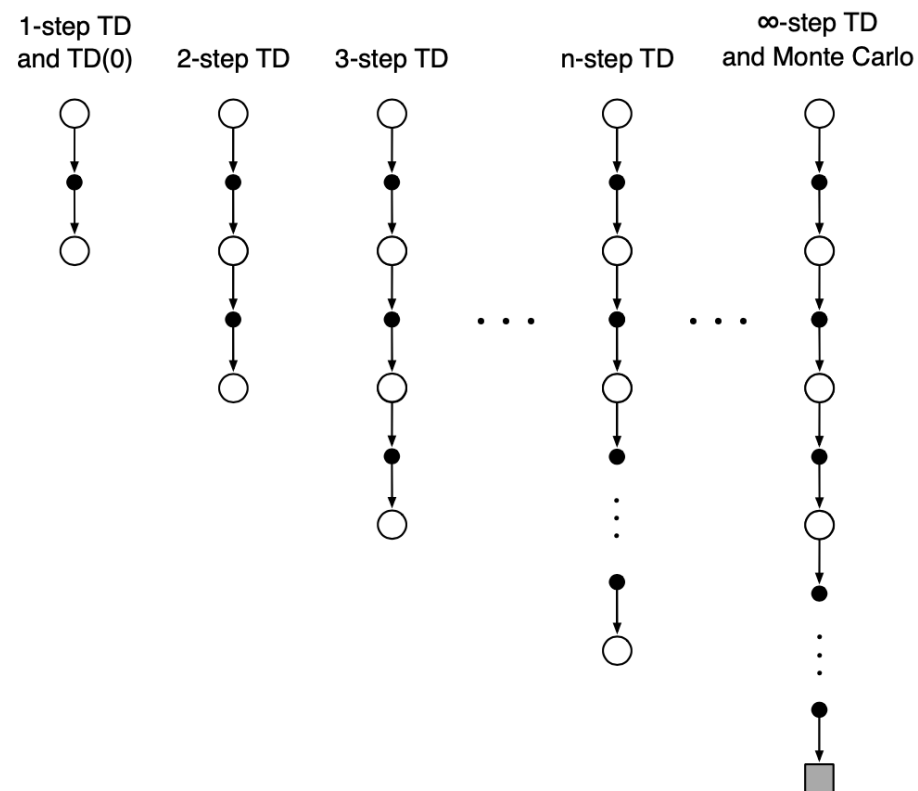 1-step TD
and TD(0)
2-step TD
3-step TD
n-step TD
∞-step TD
and Monte Carlo